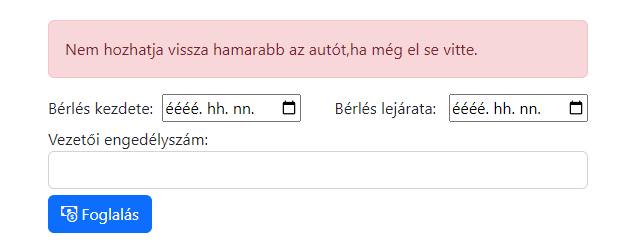 Nem hozhatja vissza hamarabb az autót,ha még el se vitte.
Bérlés kezdete: éééé. hh. nn. Bérlés lejárata: éééé. hh. nn.
Vezetői engedélyszám:
Foglalás